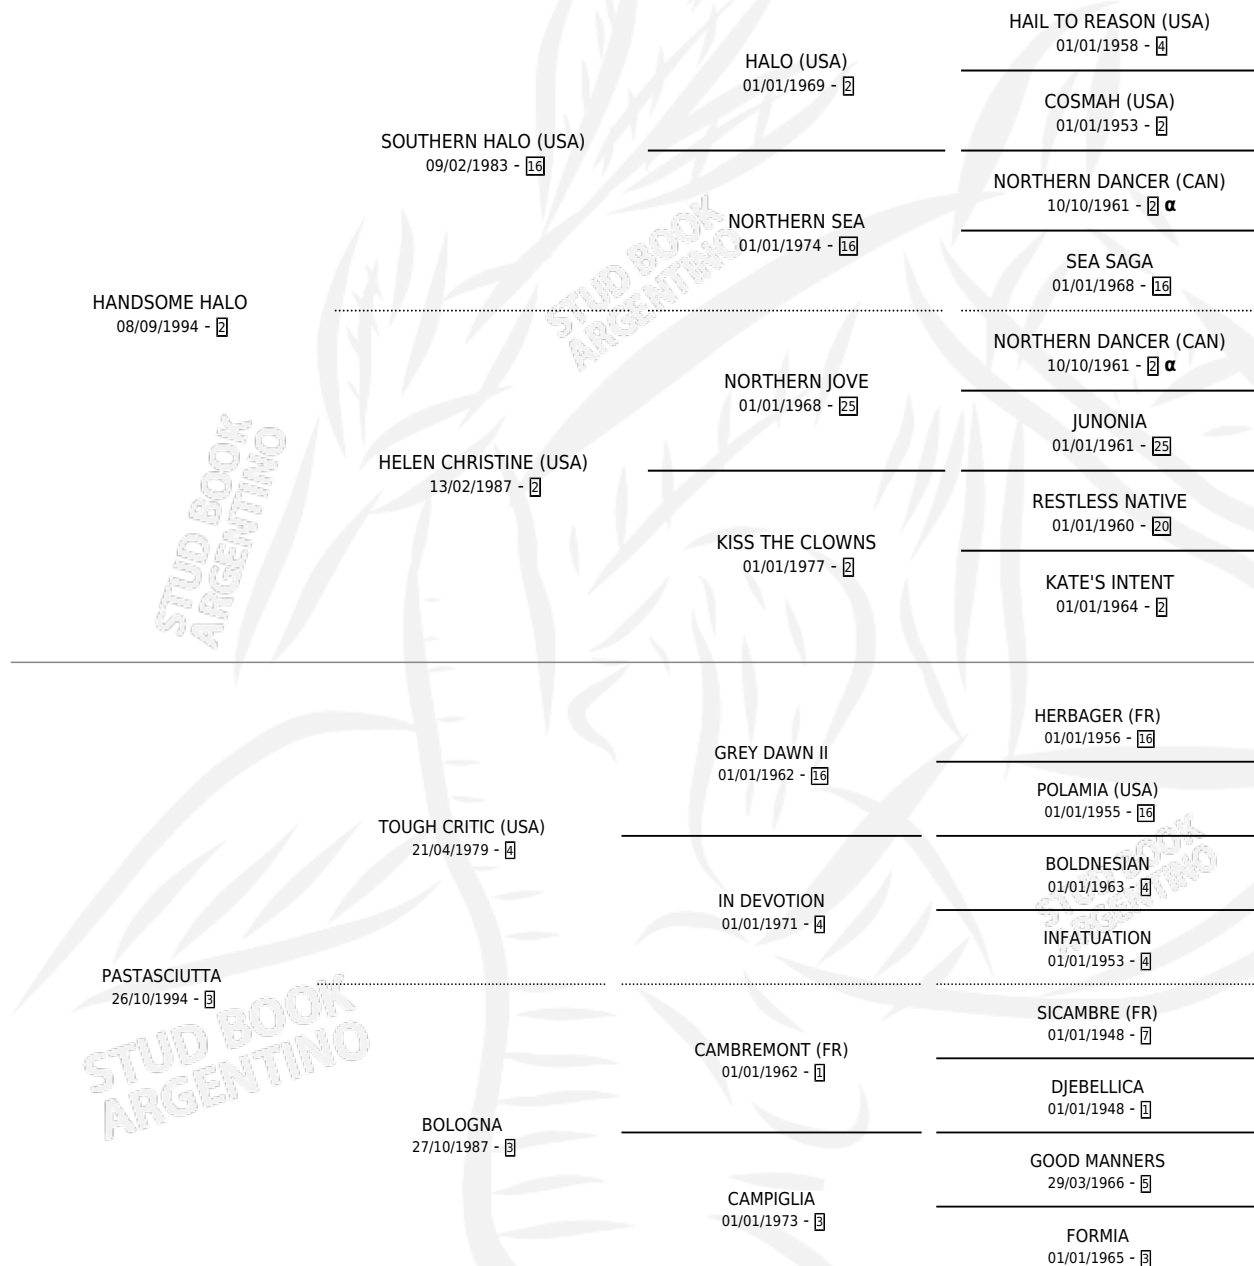 HAIL TO REASON (USA)
01/01/1958 - 4
HALO (USA)
01/01/1969 - 2
COSMAH (USA)
01/01/1953 - 2
SOUTHERN HALO (USA)
09/02/1983 - 16
NORTHERN DANCER (CAN)
10/10/1961 - 2 α
NORTHERN SEA
01/01/1974 - 16
SEA SAGA
01/01/1968 - 16
STUD BOOK
ARGENTINO
HANDSOME HALO
08/09/1994 - 2
NORTHERN DANCER (CAN)
10/10/1961 - 2 α
NORTHERN JOVE
01/01/1968 - 25
JUNONIA
01/01/1961 - 25
HELEN CHRISTINE (USA)
13/02/1987 - 2
RESTLESS NATIVE
01/01/1960 - 20
KISS THE CLOWNS
01/01/1977 - 2
KATE'S INTENT
01/01/1964 - 2
STUD BOOK
ARGENTINO
HERBAGER (FR)
01/01/1956 - 16
GREY DAWN II
01/01/1962 - 16
POLAMIA (USA)
01/01/1955 - 16
TOUGH CRITIC (USA)
21/04/1979 - 4
BOLDNESIAN
01/01/1963 - 4
IN DEVOTION
01/01/1971 - 4
INFATUATION
01/01/1953 - 4
STUD BOOK
ARGENTINO
PASTASCIUTTA
26/10/1994 - 3
SICAMBRE (FR)
01/01/1948 - 7
CAMBREMONT (FR)
01/01/1962 - 1
DJEBELLICA
01/01/1948 - 1
STUD BOOK
ARGENTINO
BOLOGNA
27/10/1987 - 3
GOOD MANNERS
29/03/1966 - 5
CAMPIGLIA
01/01/1973 - 3
FORMIA
01/01/1965 - 3